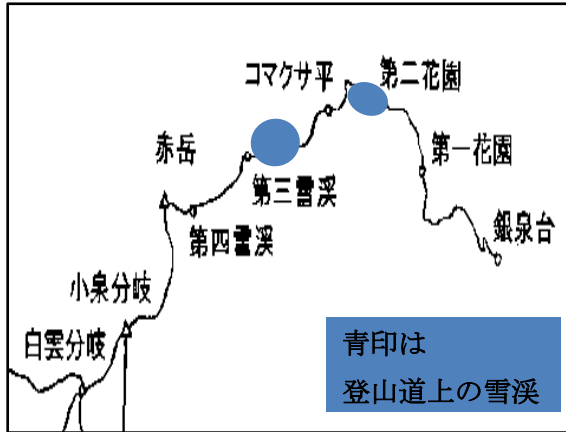 コマクサ平
第二花園
赤岳
第一花園
第三雪渓
第四雪渓
銀泉台
小泉分岐
白雲分岐
青印は
登山道上の雪渓